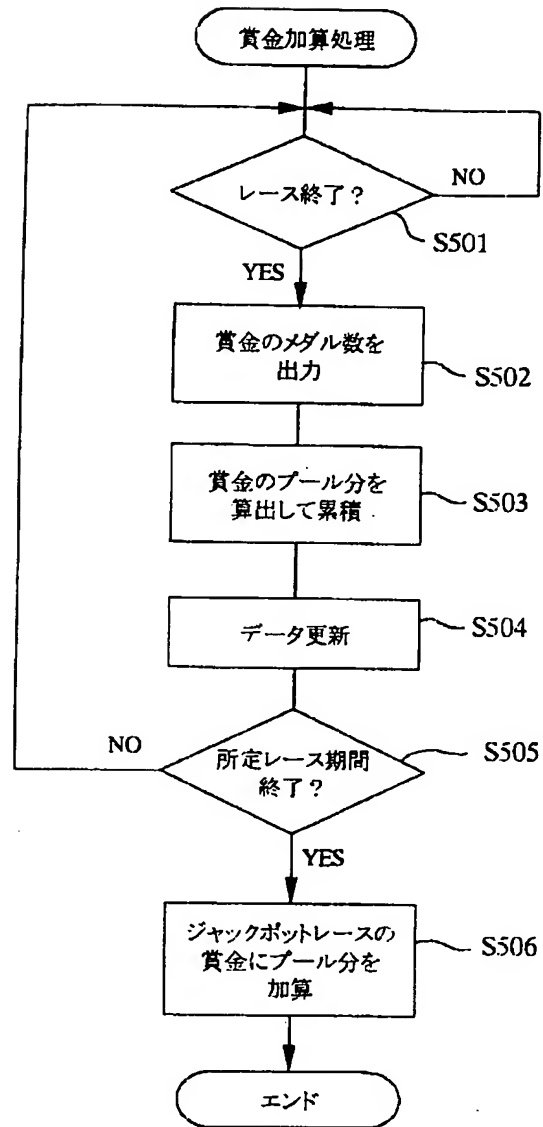 賞金加算処理
レース終了？
NO
S501
YES
賞金のメダル数を
出力
S502
賞金のプール分を
算出して累積
S503
データ更新
S504
NO
所定レース期間
終了？
S505
YES
ジャックポットレースの
賞金にプール分を
加算
S506
エンド